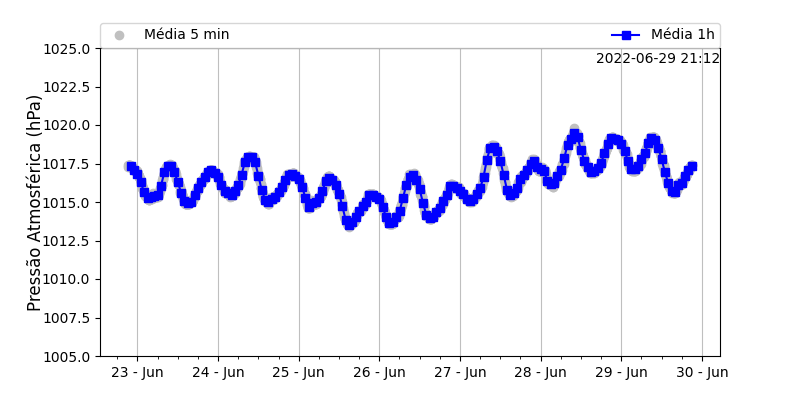 Média 5 min
Média 1h
2022-06-29 21:12
Pressão Atmosférica (hPa)
1025.0
1022.5
1020.0
1017.5
1015.0
1012.5
1010.0
1007.5
1005.0
23 - Jun
24 - Jun
25 - Jun
26 - Jun
27 - Jun
28 - Jun
29 - Jun
30 - Jun